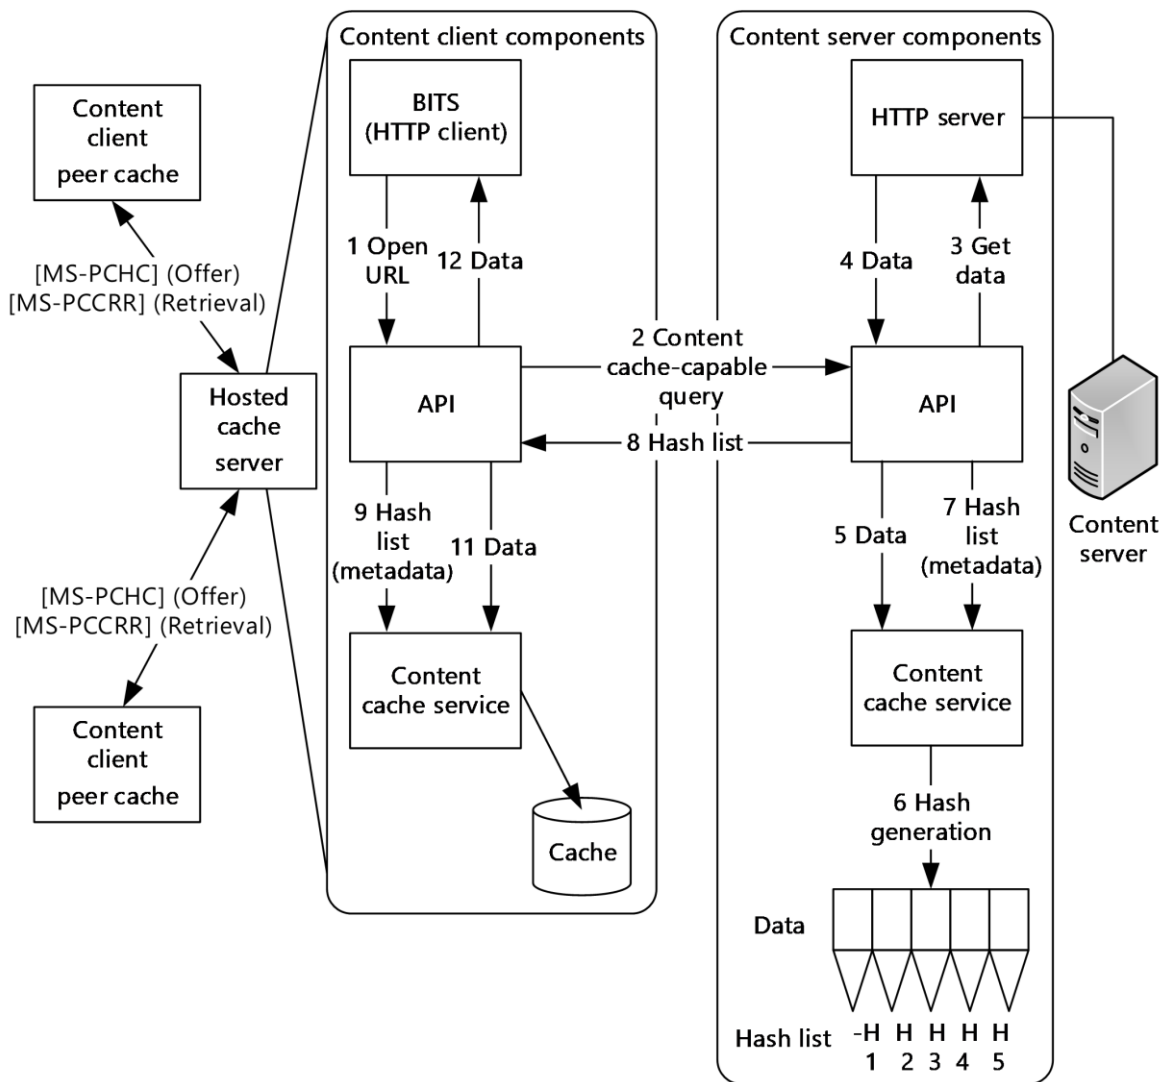 Content client components
Content server components
Content
client
peer cache
BITS
(HTTP client)
HTTP server
1 Open
URL
12 Data
4 Data
3 Get
data
[MS-PCHC] (Offer)
[MS-PCCRR] (Retrieval)
2 Content
cache-capable
query
Hosted
cache
server
API
API
8 Hash list
Content
server
9 Hash
list
(metadata)
11 Data
5 Data
7 Hash
list
(metadata)
[MS-PCHC] (Offer)
[MS-PCCRR] (Retrieval)
Content
cache service
Content
cache service
Content
client
peer cache
6 Hash
generation
Cache
Data
Hash list
-H H H H H
1 2 3 4 5